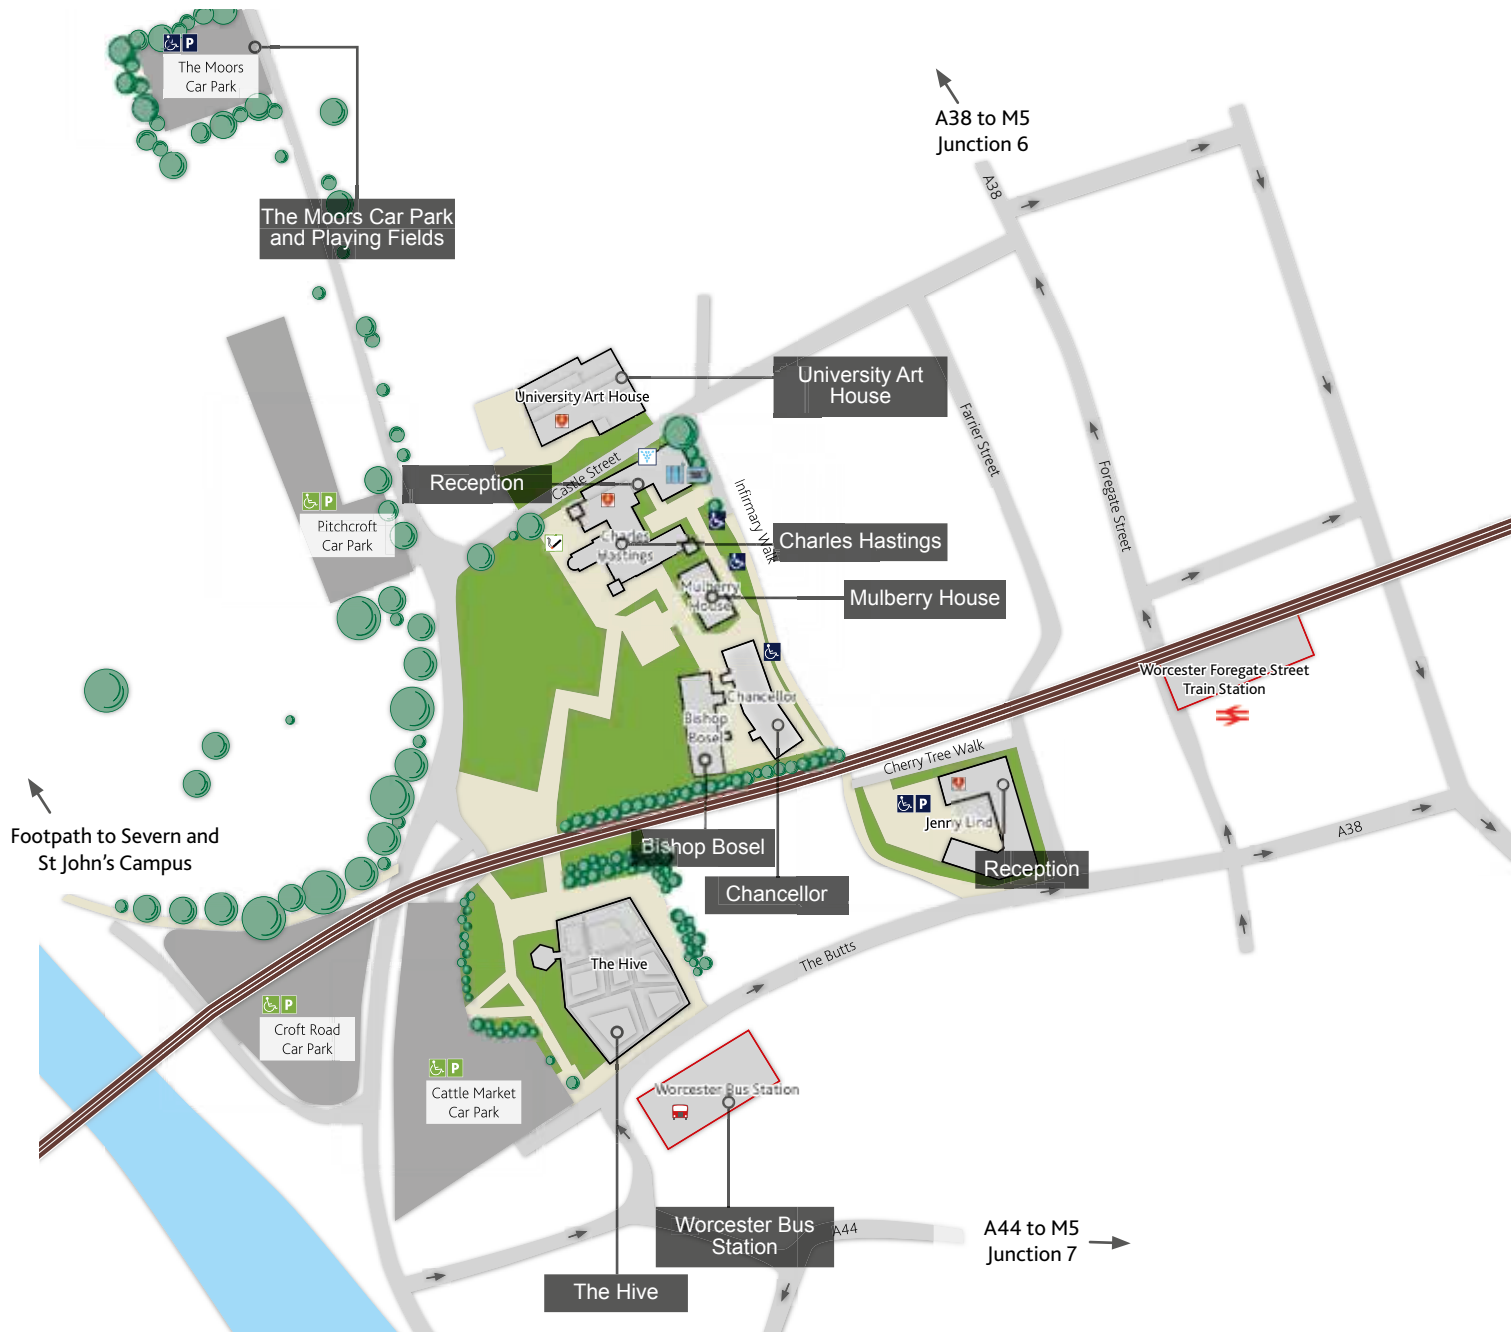 P
The Moors
Car Park
A38 to M5
Junction 6
A38
The Moors Car Park
and Playing Fields
University Art
House
University Art House
Farrier Street
Foregate Street
Castle Street
Reception
Infirmary Walk
P
Pitchcroft
Car Park
Charles
Hastings
Charles Hastings
Mulberry
House
Mulberry House
Worcester Foregate Street
Train Station
Chancellor
Bishop
Bosel
Cherry Tree Walk
P
Jenny Lind
Footpath to Severn and
St John's Campus
A38
Bishop Bosel
Reception
Chancellor
The Butts
The Hive
P
Croft Road
Car Park
P
Cattle Market
Car Park
Worcester Bus Station
Worcester Bus
Station
A44
A44 to M5
Junction 7
The Hive